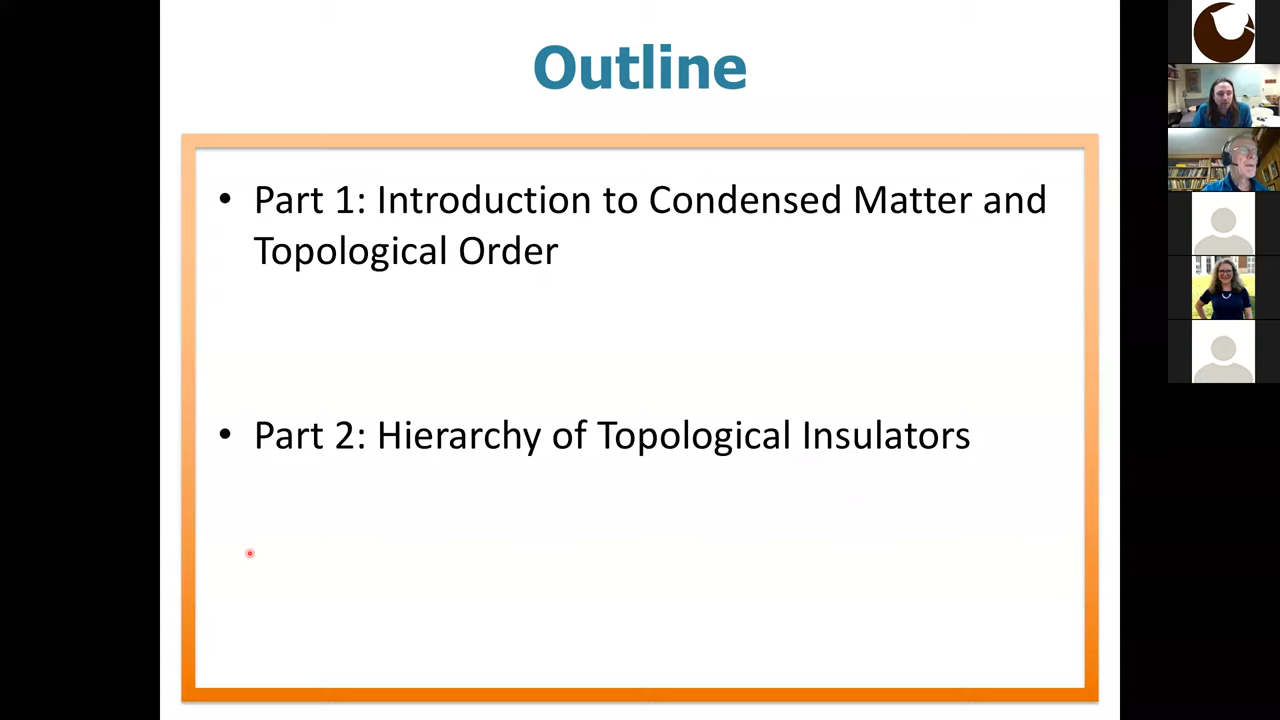 Outline
• Part 1: Introduction to Condensed Matter and
Topological Order
• Part 2: Hierarchy of Topological Insulators